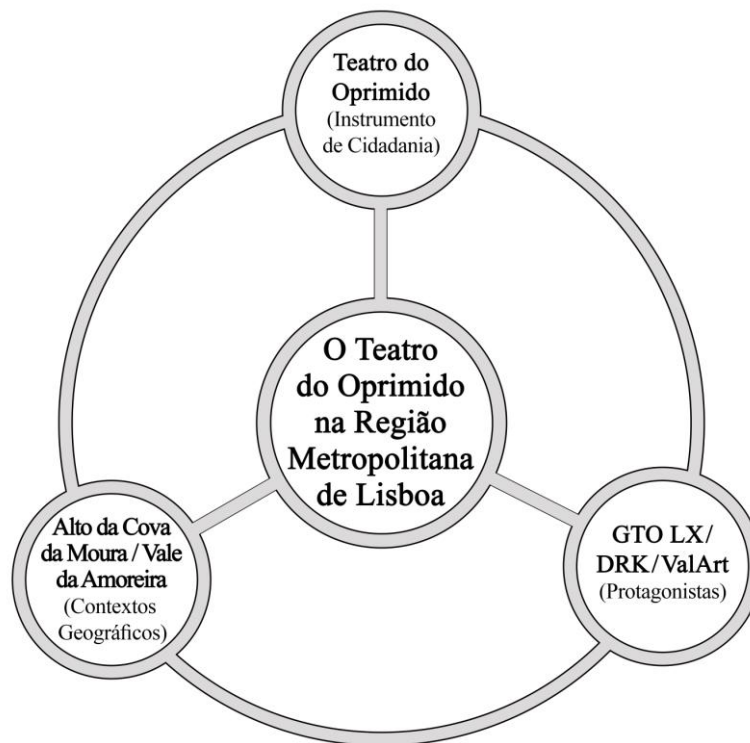 Teatro do
Oprimido
(Instrumento
de Cidadania)
O Teatro
do Oprimido
na Região
Metropolitana
de Lisboa
Alto da Cova
da Moura / Vale
da Amoreira
(Contextos
Geográficos)
GTO LX/
DRK/ValArt
(Protagonistas)